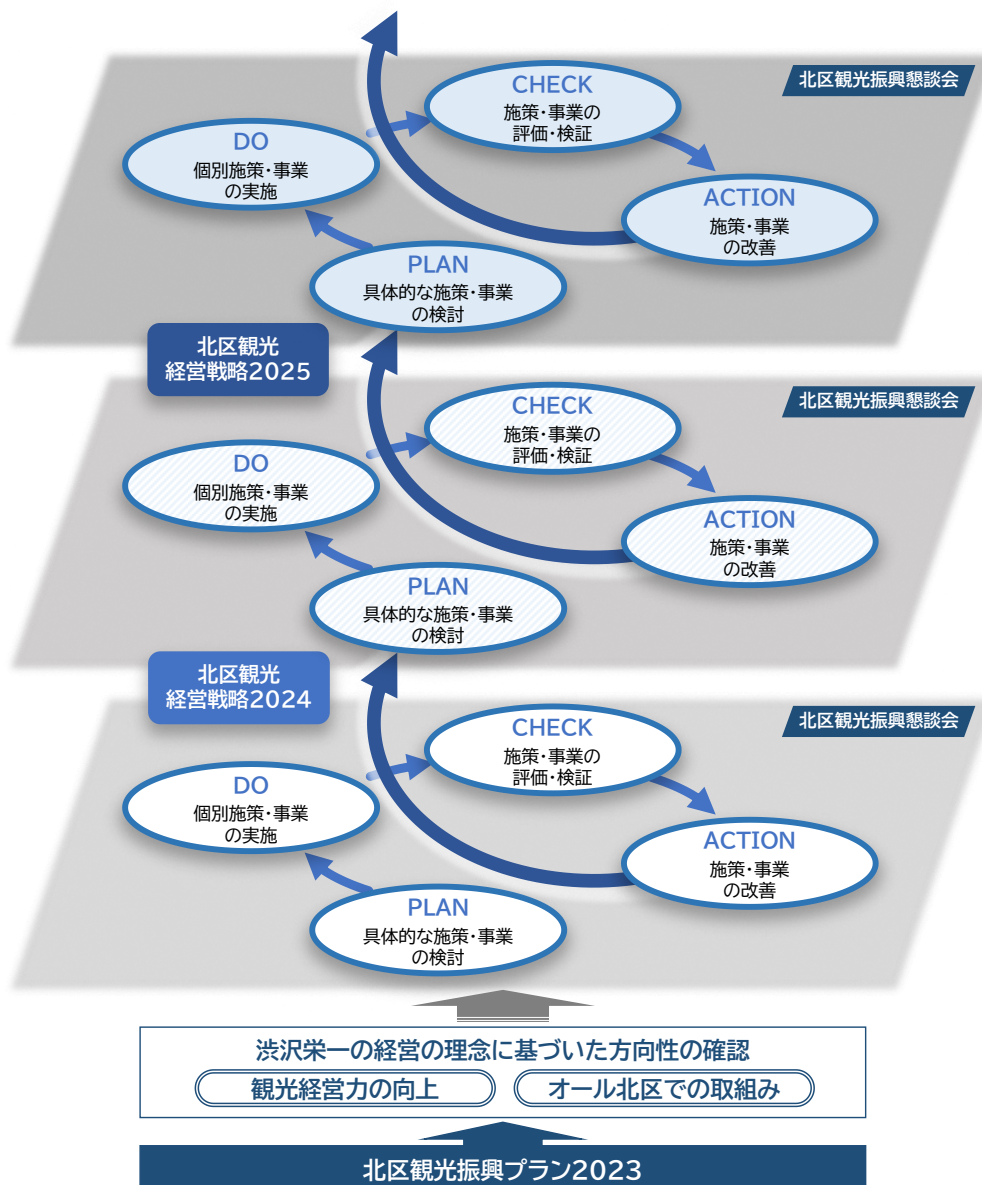 北区観光振興懇談会
CHECK
施策・事業の
評価・検証
DO
個別施策・事業
の実施
ACTION
施策・事業
の改善
PLAN
具体的な施策・事業
の検討
北区観光
経営戦略2025
北区観光振興懇談会
CHECK
施策・事業の
評価・検証
DO
個別施策・事業
の実施
ACTION
施策・事業
の改善
PLAN
具体的な施策・事業
の検討
北区観光
経営戦略2024
北区観光振興懇談会
CHECK
施策・事業の
評価・検証
DO
個別施策・事業
の実施
ACTION
施策・事業
の改善
PLAN
具体的な施策・事業
の検討
渋沢栄一の経営の理念に基づいた方向性の確認
観光経営力の向上
オール北区での取組み
北区観光振興プラン2023